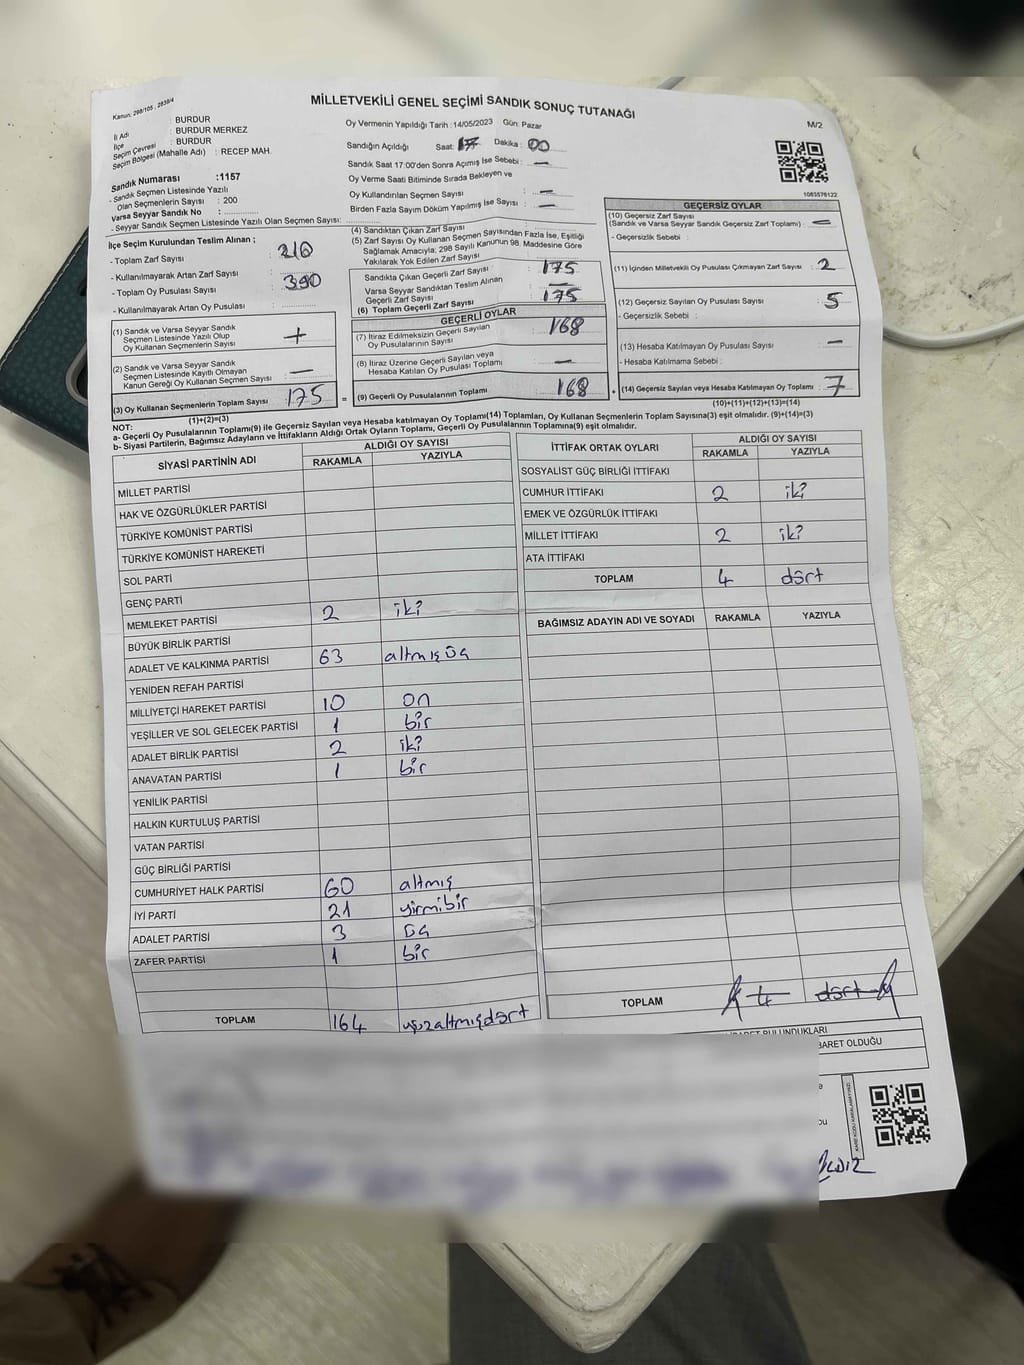 Kanun: 298/105, 2839/4
MİLLETVEKİLİ GENEL SEÇİMİ SANDIK SONUÇ TUTANAĞI
M/2
İl Adı : BURDUR
İlçe : BURDUR MERKEZ
Seçim Çevresi : BURDUR
Seçim Bölgesi (Mahalle Adı) : RECEP MAH.
Sandık Numarası :1157
- Sandık Seçmen Listesinde Yazılı
Olan Seçmenlerin Sayısı : 200
Varsa Seyyar Sandık No :
- Seyyar Sandık Seçmen Listesinde Yazılı Olan Seçmen Sayısı:
Oy Vermenin Yapıldığı Tarih : 14/05/2023 Gün: Pazar
Sandığın Açıldığı Saat: 17 Dakika : 00
Sandık Saat 17:00'den Sonra Açılmış İse Sebebi : —
Oy Verme Saati Bitiminde Sırada Bekleyen ve
Oy Kullandırılan Seçmen Sayısı : —
Birden Fazla Sayım Döküm Yapılmış İse Sayısı : —
1063576122
İlçe Seçim Kurulundan Teslim Alınan ;
- Toplam Zarf Sayısı : 210
- Kullanılmayarak Artan Zarf Sayısı :
- Toplam Oy Pusulası Sayısı : 390
- Kullanılmayarak Artan Oy Pusulası :
(1) Sandık ve Varsa Seyyar Sandık
Seçmen Listesinde Yazılı Olup
Oy Kullanan Seçmenlerin Sayısı : +
(2) Sandık ve Varsa Seyyar Sandık
Seçmen Listesinde Kayıtlı Olmayan
Kanun Gereği Oy Kullanan Seçmen Sayısı : —
(3) Oy Kullanan Seçmenlerin Toplam Sayısı : 175 =
(1)+(2)=(3)
(4) Sandıktan Çıkan Zarf Sayısı :
(5) Zarf Sayısı Oy Kullanan Seçmen Sayısından Fazla İse, Eşitliği
Sağlamak Amacıyla; 298 Sayılı Kanunun 98. Maddesine Göre
Yakılarak Yok Edilen Zarf Sayısı
Sandıkta Çıkan Geçerli Zarf Sayısı : 175
Varsa Seyyar Sandıktan Teslim Alınan
Geçerli Zarf Sayısı : —
(6) Toplam Geçerli Zarf Sayısı : 175
GEÇERLİ OYLAR
(7) İtiraz Edilmeksizin Geçerli Sayılan
Oy Pusulalarının Sayısı : 168
(8) İtiraz Üzerine Geçerli Sayılan veya
Hesaba Katılan Oy Pusulası Toplamı : —
(9) Geçerli Oy Pusulalarının Toplamı : 168
GEÇERSİZ OYLAR
(10) Geçersiz Zarf Sayısı
(Sandık ve Varsa Seyyar Sandık Geçersiz Zarf Toplamı) : —
- Geçersizlik Sebebi :
(11) İçinden Milletvekili Oy Pusulası Çıkmayan Zarf Sayısı : 2
(12) Geçersiz Sayılan Oy Pusulası Sayısı : 5
- Geçersizlik Sebebi :
(13) Hesaba Katılmayan Oy Pusulası Sayısı : —
- Hesaba Katılmama Sebebi :
(14) Geçersiz Sayılan veya Hesaba Katılmayan Oy Toplamı : 7
(10)+(11)+(12)+(13)=(14)
NOT:
a- Geçerli Oy Pusulalarının Toplamı(9) ile Geçersiz Sayılan veya Hesaba katılmayan Oy Toplamı(14) Toplamları, Oy Kullanan Seçmenlerin Toplam Sayısına(3) eşit olmalıdır. (9)+(14)=(3)
b- Siyasi Partilerin, Bağımsız Adayların ve İttifakların Aldığı Ortak Oyların Toplamı, Geçerli Oy Pusulalarının Toplamına(9) eşit olmalıdır.
SİYASİ PARTİNİN ADI ALDIĞI OY SAYISI
RAKAMLA YAZIYLA
MİLLET PARTİSİ
HAK VE ÖZGÜRLÜKLER PARTİSİ
TÜRKİYE KOMÜNİST PARTİSİ
TÜRKİYE KOMÜNİST HAREKETİ
SOL PARTİ
GENÇ PARTİ
MEMLEKET PARTİSİ 2 iki
BÜYÜK BİRLİK PARTİSİ
ADALET VE KALKINMA PARTİSİ 63 altmışüç
YENİDEN REFAH PARTİSİ
MİLLİYETÇİ HAREKET PARTİSİ 10 on
YEŞİLLER VE SOL GELECEK PARTİSİ 1 bir
ADALET BİRLİK PARTİSİ 2 iki
ANAVATAN PARTİSİ 1 bir
YENİLİK PARTİSİ
HALKIN KURTULUŞ PARTİSİ
VATAN PARTİSİ
GÜÇ BİRLİĞİ PARTİSİ
CUMHURİYET HALK PARTİSİ 60 altmış
İYİ PARTİ 21 yirmibir
ADALET PARTİSİ 3 üç
ZAFER PARTİSİ 1 bir
TOPLAM 164 yüzaltmışdört
İTTİFAK ORTAK OYLARI ALDIĞI OY SAYISI
RAKAMLA YAZIYLA
SOSYALİST GÜÇ BİRLİĞİ İTTİFAKI
CUMHUR İTTİFAKI 2 iki
EMEK VE ÖZGÜRLÜK İTTİFAKI
MİLLET İTTİFAKI 2 iki
ATA İTTİFAKI
TOPLAM 4 dört
BAĞIMSIZ ADAYIN ADI VE SOYADI RAKAMLA YAZIYLA
TOPLAM 4 dört
BULUNDUKLARI
BARET OLDUĞU